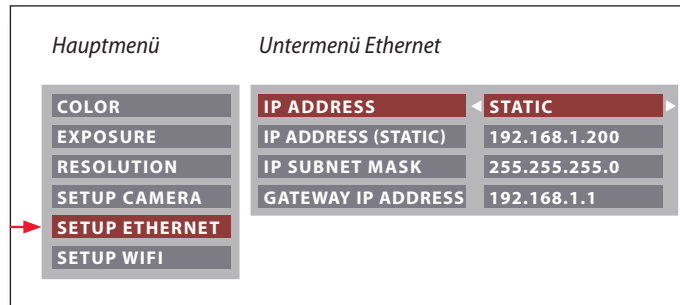 Hauptmenü
Untermenü Ethernet
COLOR
EXPOSURE
RESOLUTION
SETUP CAMERA
SETUP ETHERNET
SETUP WIFI
IP ADDRESS STATIC
IP ADDRESS (STATIC) 192.168.1.200
IP SUBNET MASK 255.255.255.0
GATEWAY IP ADDRESS 192.168.1.1